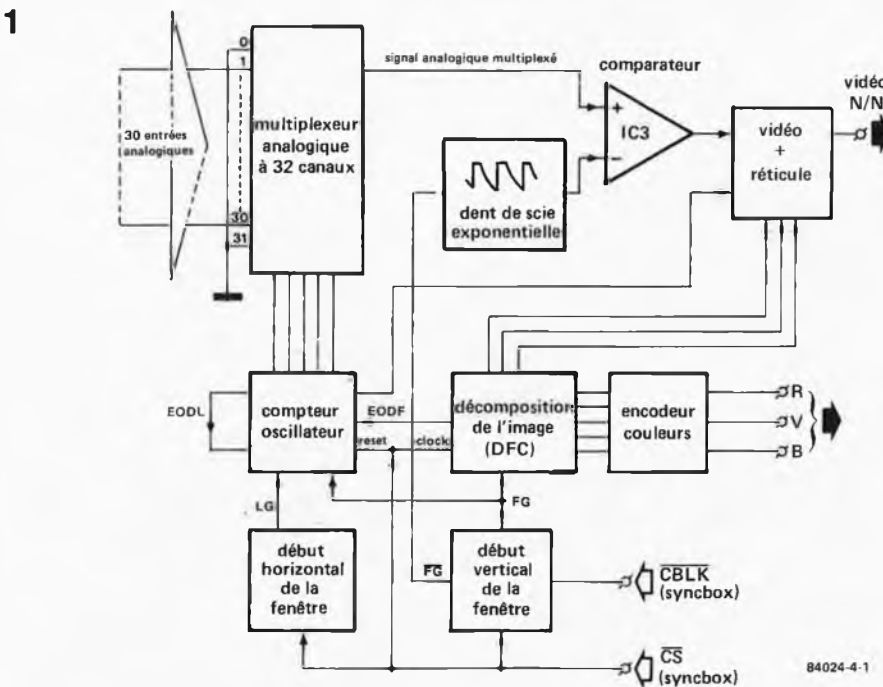 1
0
1
30 entrées
analogiques
30
31
multiplexeur
analogique
à 32 canaux
signal analogique multiplexé
comparateur
+
IC3
−
dent de scie
exponentielle
vidéo
+
réticule
vidéo
N/N
EODL
compteur
oscillateur
EODF
reset
clock
décomposition
de l'image
(DFC)
encodeur
couleurs
R
V
B
LG
FG
début
horizontal
de la
fenêtre
FG
début
vertical
de la
fenêtre
CBLK
(syncbox)
CS
(syncbox)
84024-4-1